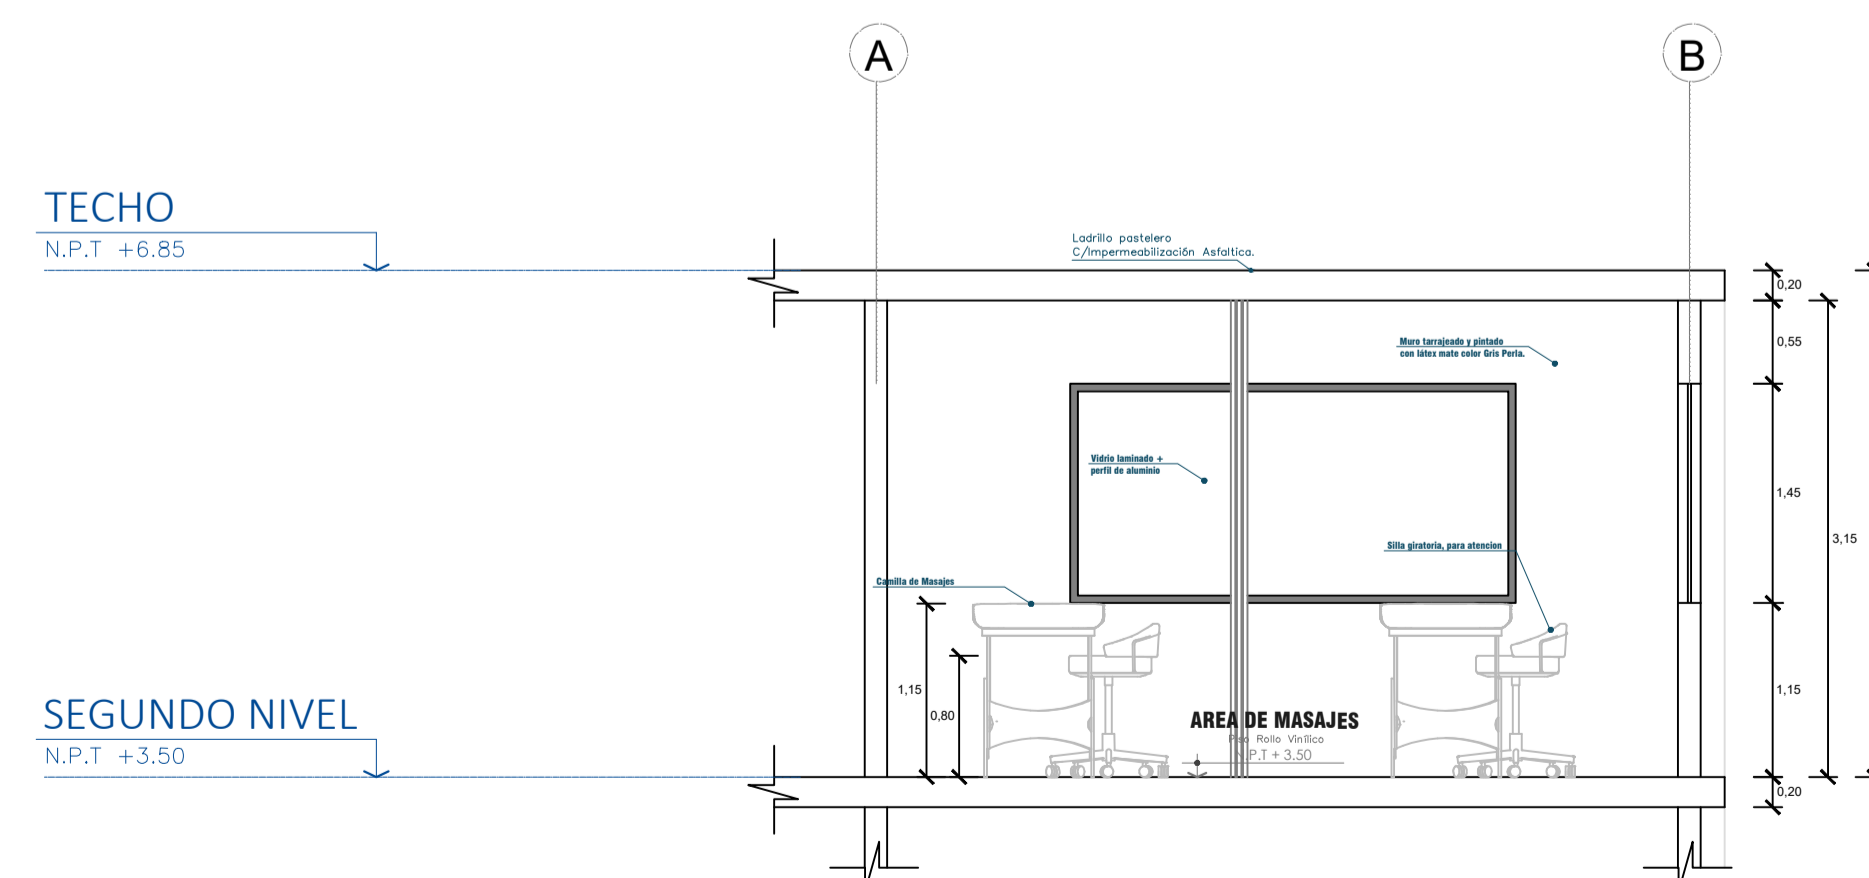 A
B
TECHO
N.P.T +6.85
Ladrillo pastelero
C/Impermeabilización Asfaltica.
0,20
Muro tarrajeado y pintado
con látex mate color Gris Perla.
0,55
Vidrio laminado +
perfil de aluminio
1,45
3,15
Silla giratoria, para atencion
Camilla de Masajes
1,15
0,80
1,15
SEGUNDO NIVEL
N.P.T +3.50
AREA DE MASAJES
Piso Rollo Vinílico
N.P.T + 3.50
0,20